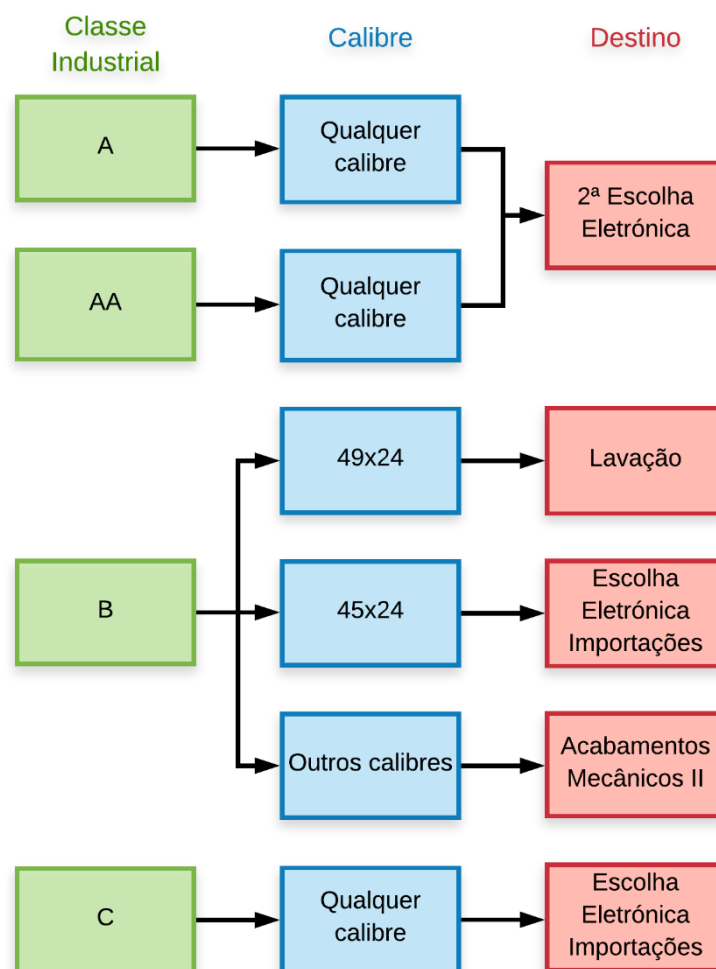 Classe
Industrial
Calibre
Destino
A
Qualquer
calibre
2ª Escolha
Eletrónica
AA
Qualquer
calibre
49x24
Lavação
B
45x24
Escolha
Eletrónica
Importações
Outros calibres
Acabamentos
Mecânicos II
C
Qualquer
calibre
Escolha
Eletrónica
Importações